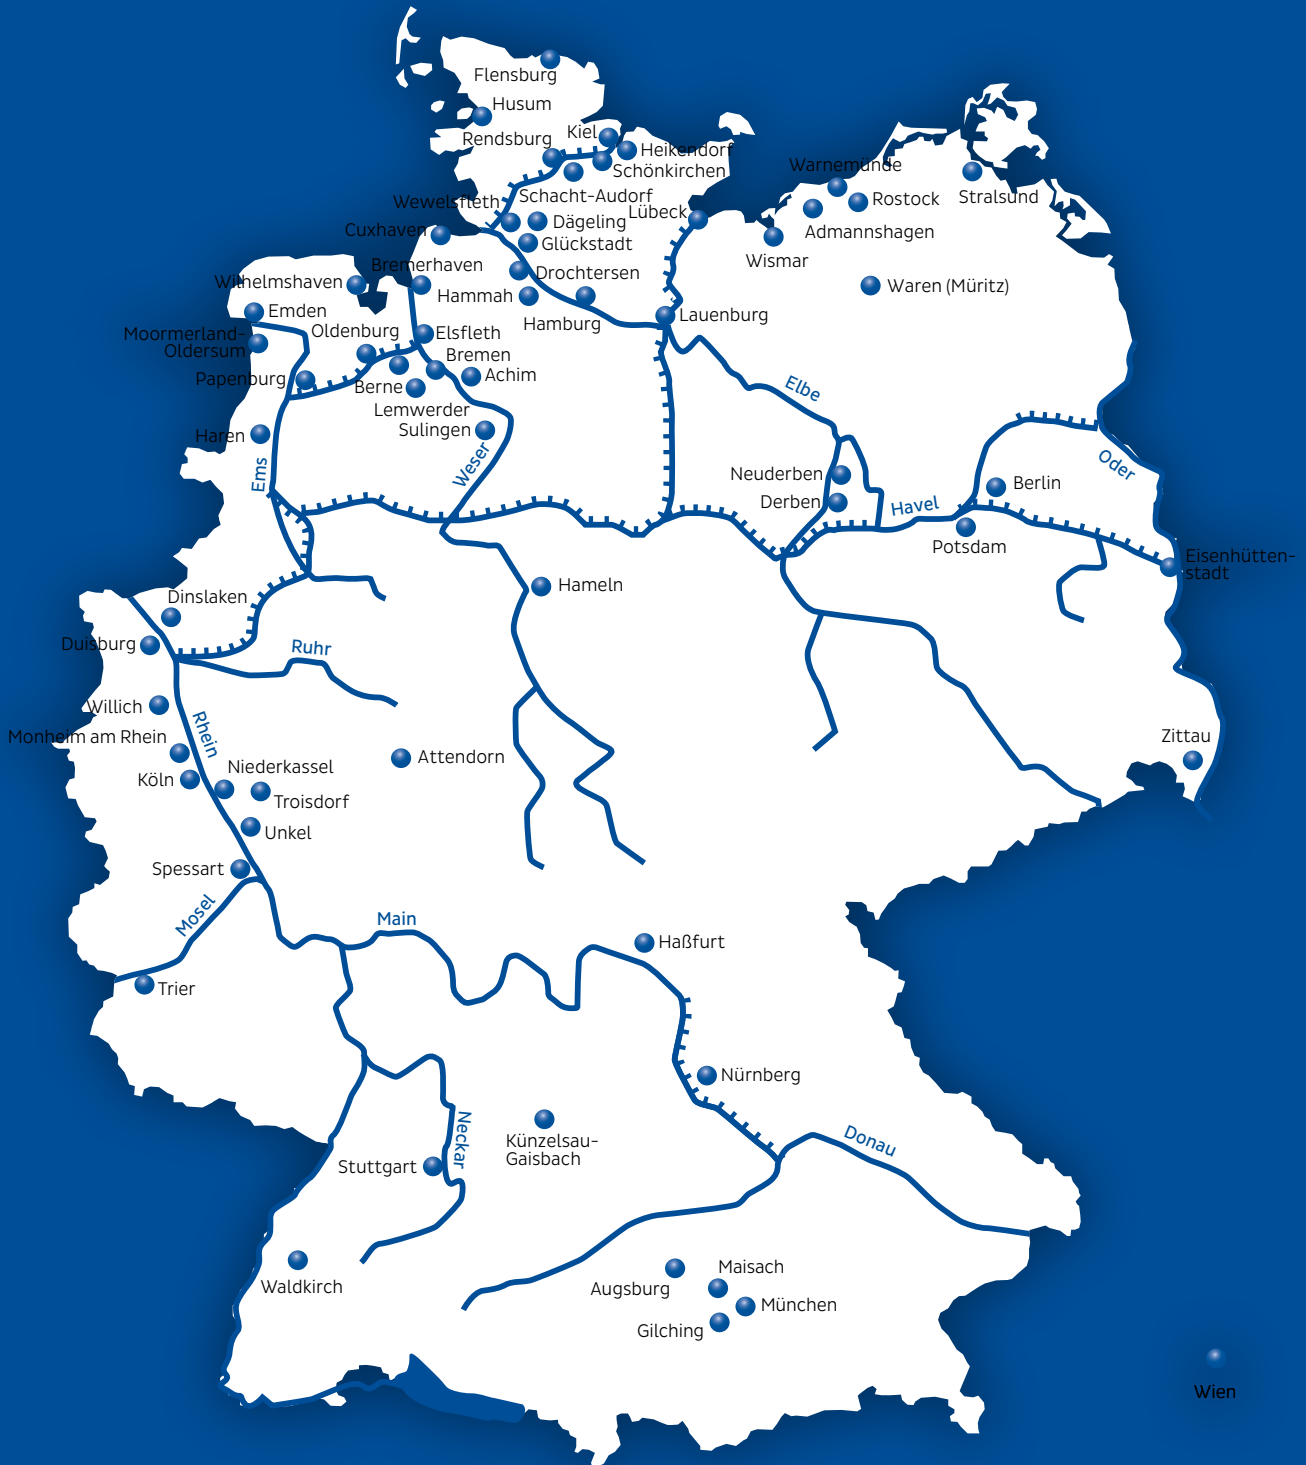 Flensburg
Husum
Rendsburg
Kiel
Heikendorf
Schönkirchen
Schacht-Audorf
Wewelsfleth
Dägeling
Lübeck
Cuxhaven
Glückstadt
Warnemünde
Rostock
Stralsund
Admannshagen
Wismar
Waren (Müritz)
Bremerhaven
Drochtersen
Wilhelmshaven
Hammah
Hamburg
Lauenburg
Emden
Moormerland-
Oldersum
Oldenburg
Elsfleth
Bremen
Papenburg
Berne
Achim
Lemwerder
Sulingen
Haren
Ems
Weser
Elbe
Neuderben
Derben
Havel
Berlin
Oder
Potsdam
Eisenhütten-
stadt
Hameln
Dinslaken
Duisburg
Ruhr
Willich
Rhein
Monheim am Rhein
Köln
Niederkassel
Troisdorf
Unkel
Attendorn
Zittau
Spessart
Mosel
Main
Haßfurt
Trier
Nürnberg
Neckar
Künzelsau-
Gaisbach
Donau
Stuttgart
Waldkirch
Augsburg
Maisach
München
Gilching
Wien